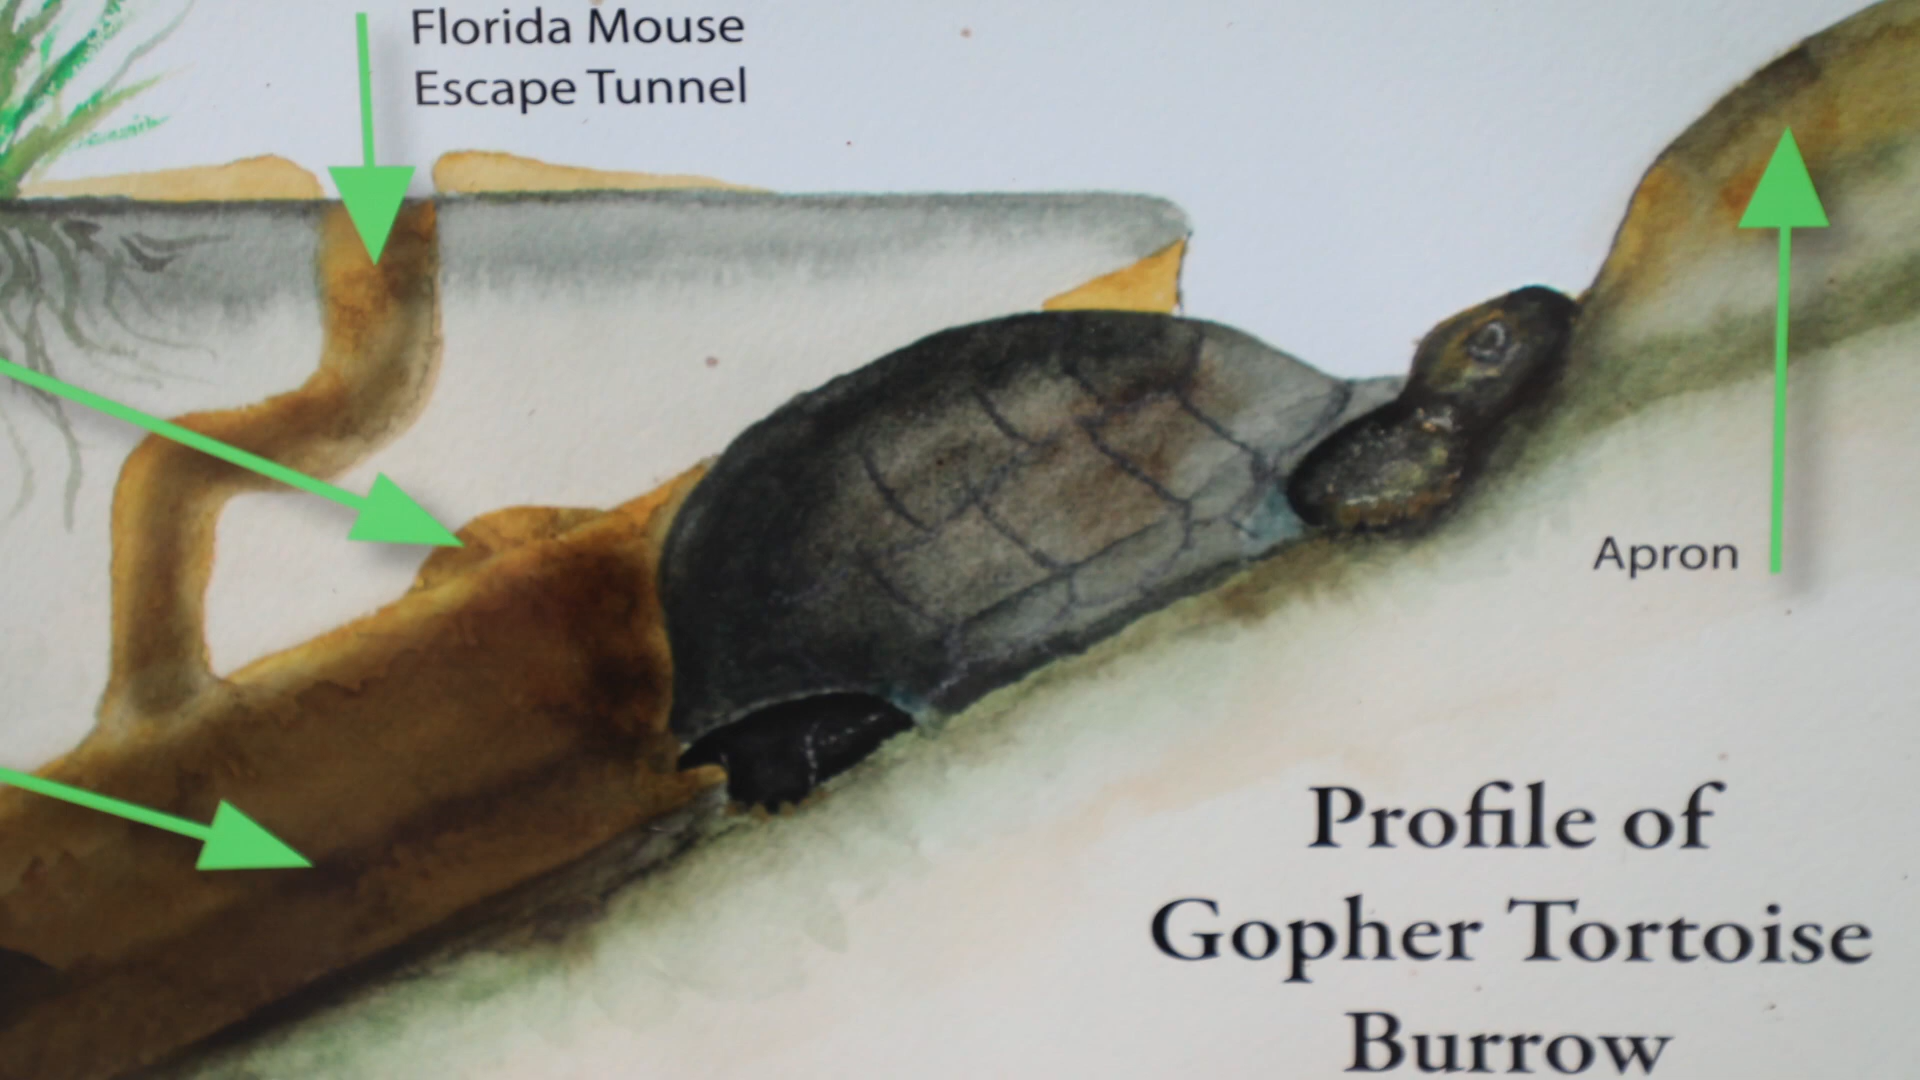 Florida Mouse
Escape Tunnel
Apron
Profile of
Gopher Tortoise
Burrow